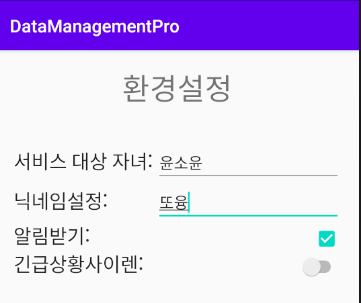 DataManagementPro
환경설정
서비스 대상 자녀: 윤소윤
닉네임설정: 또융
알림받기:
긴급상황사이렌: